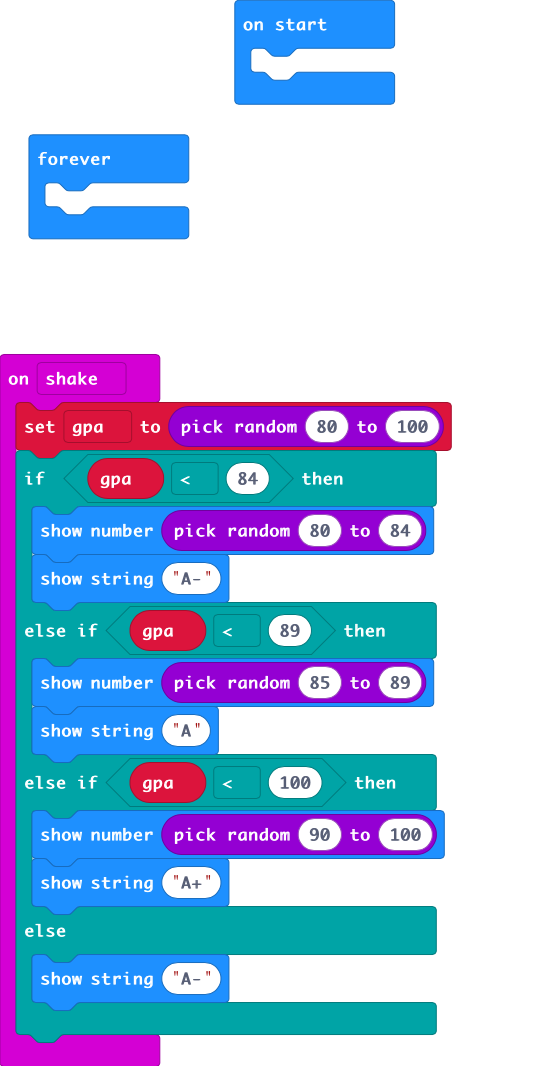 on start
forever
on shake
set gpa to pick random 80 to 100
if gpa < 84 then
show number pick random 80 to 84
show string "A-"
else if gpa < 89 then
show number pick random 85 to 89
show string "A"
else if gpa < 100 then
show number pick random 90 to 100
show string "A+"
else
show string "A-"